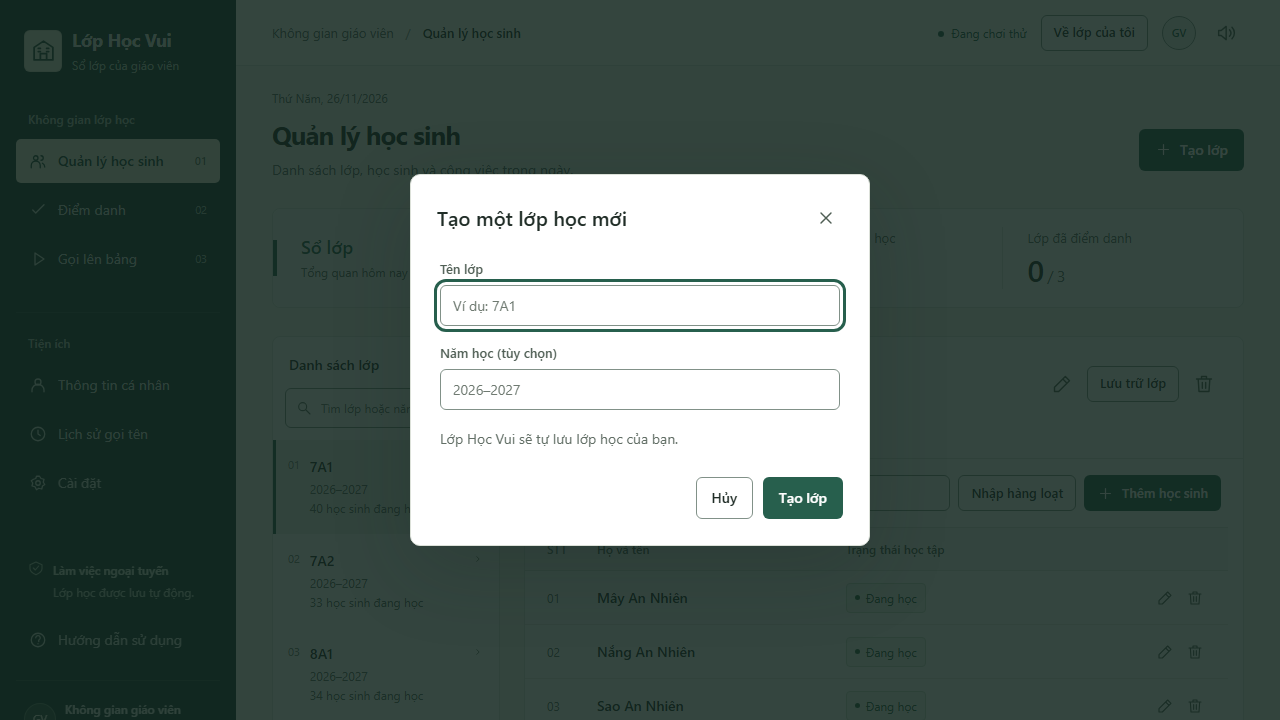 Lớp Học Vui
Sổ lớp của giáo viên
Không gian lớp học
Quản lý học sinh 01
Điểm danh 02
Gọi lên bảng 03
Tiện ích
Thông tin cá nhân
Lịch sử gọi tên
Cài đặt
Làm việc ngoại tuyến
Lớp học được lưu tự động.
Hướng dẫn sử dụng
GV Không gian giáo viên
Không gian giáo viên / Quản lý học sinh
Đang chơi thử
Về lớp của tôi
GV
Thứ Năm, 26/11/2026
Quản lý học sinh
Danh sách lớp, học sinh và công việc trong ngày.
Tạo lớp
Sổ lớp
Tổng quan hôm nay
học
Lớp đã điểm danh
0 / 3
Danh sách lớp
Tìm lớp hoặc
01 7A1
2026–2027
40 học sinh đang
02 7A2
2026–2027
33 học sinh đang học
03 8A1
2026–2027
34 học sinh đang học
Lưu trữ lớp
Nhập hàng loạt
Thêm học sinh
STT Họ và tên Trạng thái học tập
01 Mây An Nhiên Đang học
02 Nắng An Nhiên Đang học
03 Sao An Nhiên Đang học
Tạo một lớp học mới
Tên lớp
Ví dụ: 7A1
Năm học (tùy chọn)
2026–2027
Lớp Học Vui sẽ tự lưu lớp học của bạn.
Hủy
Tạo lớp